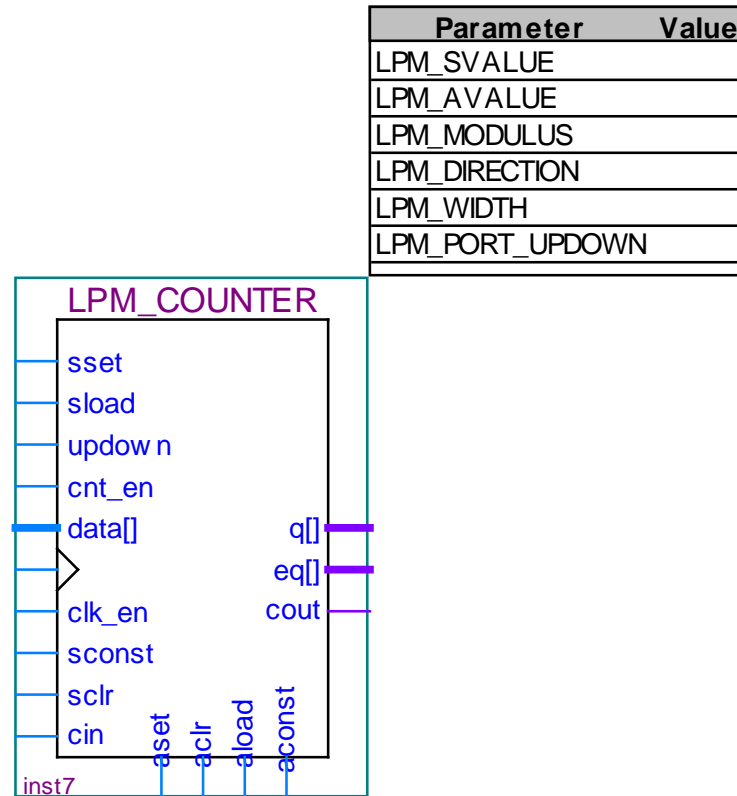 Parameter Value
LPM_SVALUE
LPM_AVALUE
LPM_MODULUS
LPM_DIRECTION
LPM_WIDTH
LPM_PORT_UPDOWN
LPM_COUNTER
sset
sload
updown
cnt_en
data[] q[]
eq[]
clk_en cout
sconst
sclr
cin
aset
aclr
aload
aconst
inst7